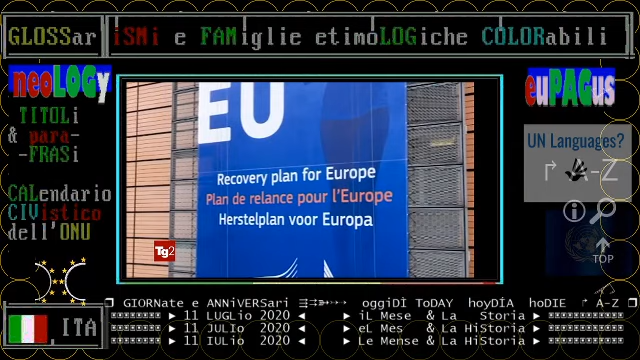 GLOSSari ISMi e FAMiglie etimoLOGiche COLORabili
neoLOGy
euPAGus
TITOLi
& para-
-FRASi
CALendario
CIVistico
dell'ONU
EU
Recovery plan for Europe
Plan de relance pour l'Europe
Herstelplan voor Europa
Tg2
UN Languages?
A-Z
TOP
GIORNate e ANNiVERSari oggiDÌ ToDAY hoyDÍA hoDIE A-Z
11 LUGLio 2020 iL Mese & La Storia
11 JULIo 2020 eL Mes & La HiStoria
11 IULio 2020 Le Mense & La HiStoria
ITA